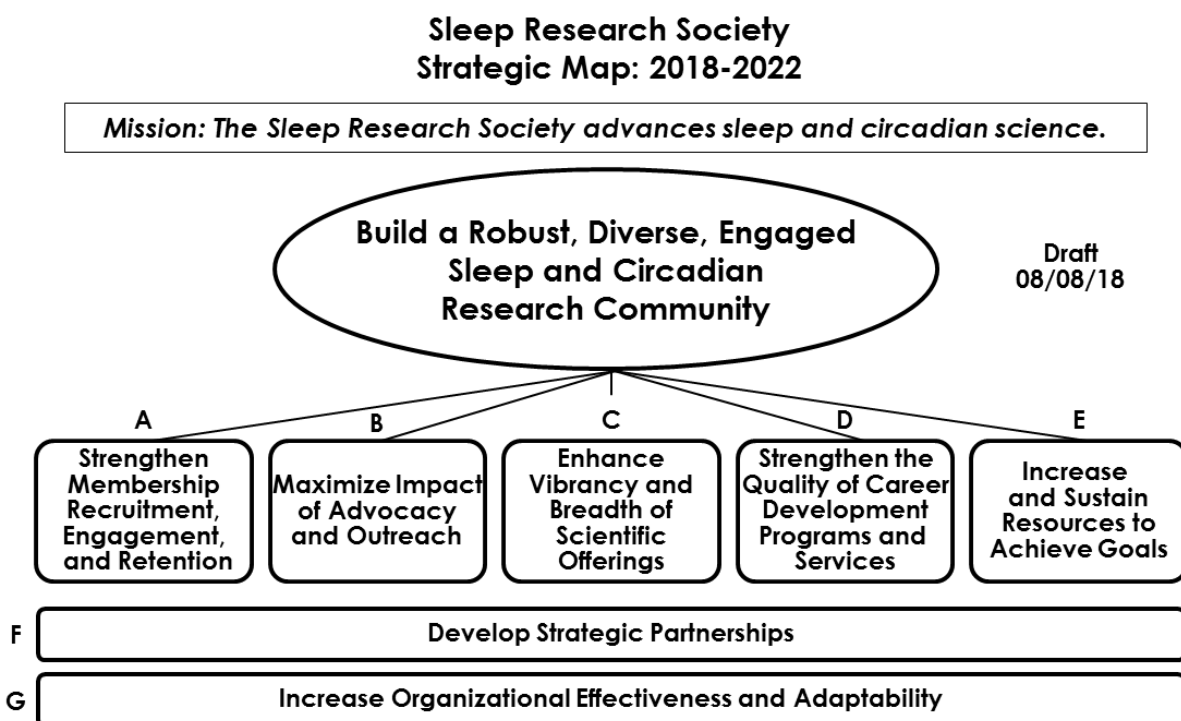 Sleep Research Society
Strategic Map: 2018-2022
Mission: The Sleep Research Society advances sleep and circadian science.
Build a Robust, Diverse, Engaged
Sleep and Circadian
Research Community
Draft
08/08/18
A
Strengthen
Membership
Recruitment,
Engagement,
and Retention
B
Maximize Impact
of Advocacy
and Outreach
C
Enhance
Vibrancy and
Breadth of
Scientific
Offerings
D
Strengthen the
Quality of Career
Development
Programs and
Services
E
Increase
and Sustain
Resources to
Achieve Goals
F
Develop Strategic Partnerships
G
Increase Organizational Effectiveness and Adaptability